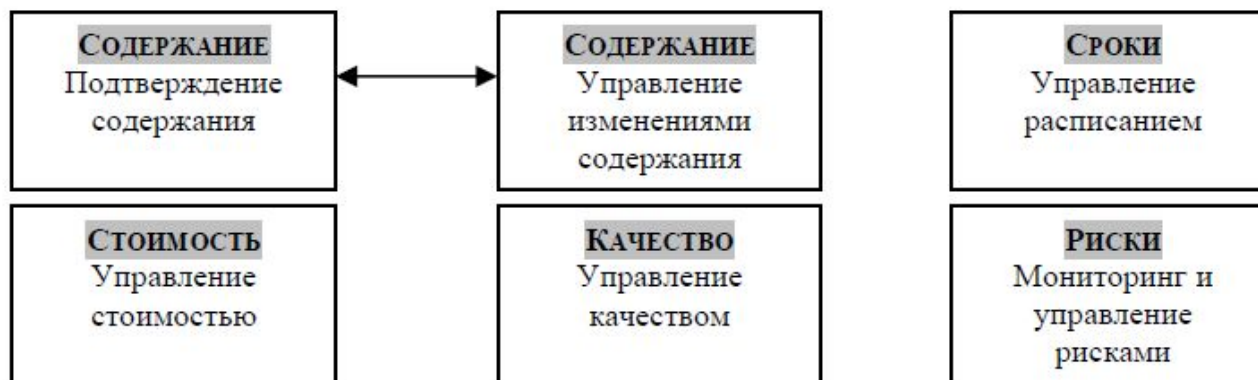 СОДЕРЖАНИЕ
Подтверждение
содержания
СОДЕРЖАНИЕ
Управление
изменениями
содержания
СРОКИ
Управление
расписанием
СТОИМОСТЬ
Управление
стоимостью
КАЧЕСТВО
Управление
качеством
РИСКИ
Мониторинг и
управление
рисками